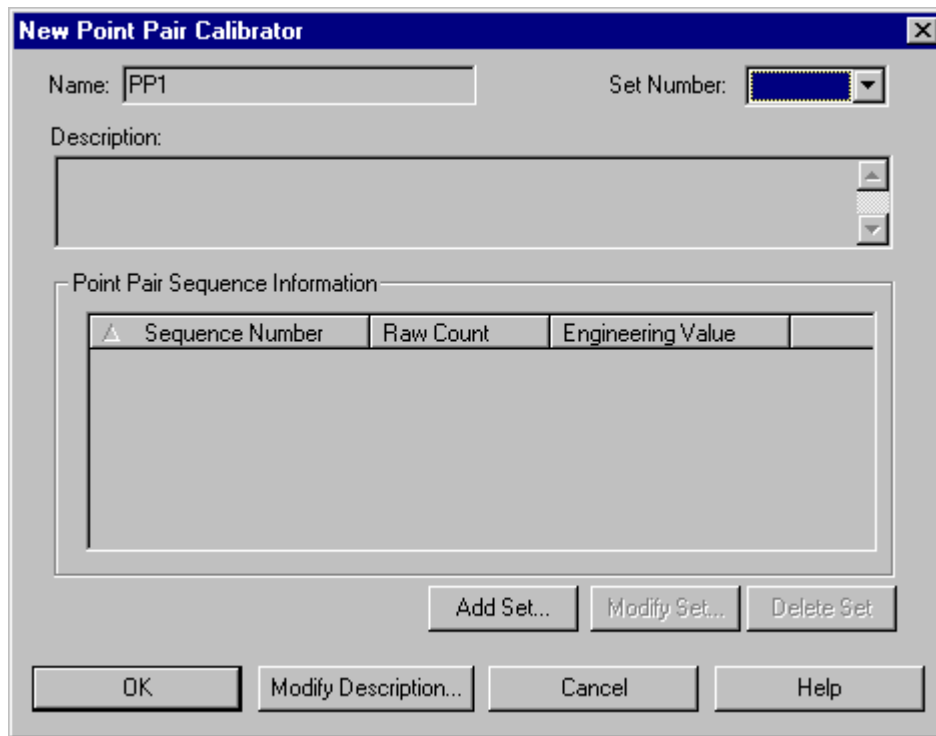 New Point Pair Calibrator
Name: PP1 Set Number:
Description:
Point Pair Sequence Information
Sequence Number Raw Count Engineering Value
Add Set... Modify Set... Delete Set
OK Modify Description... Cancel Help